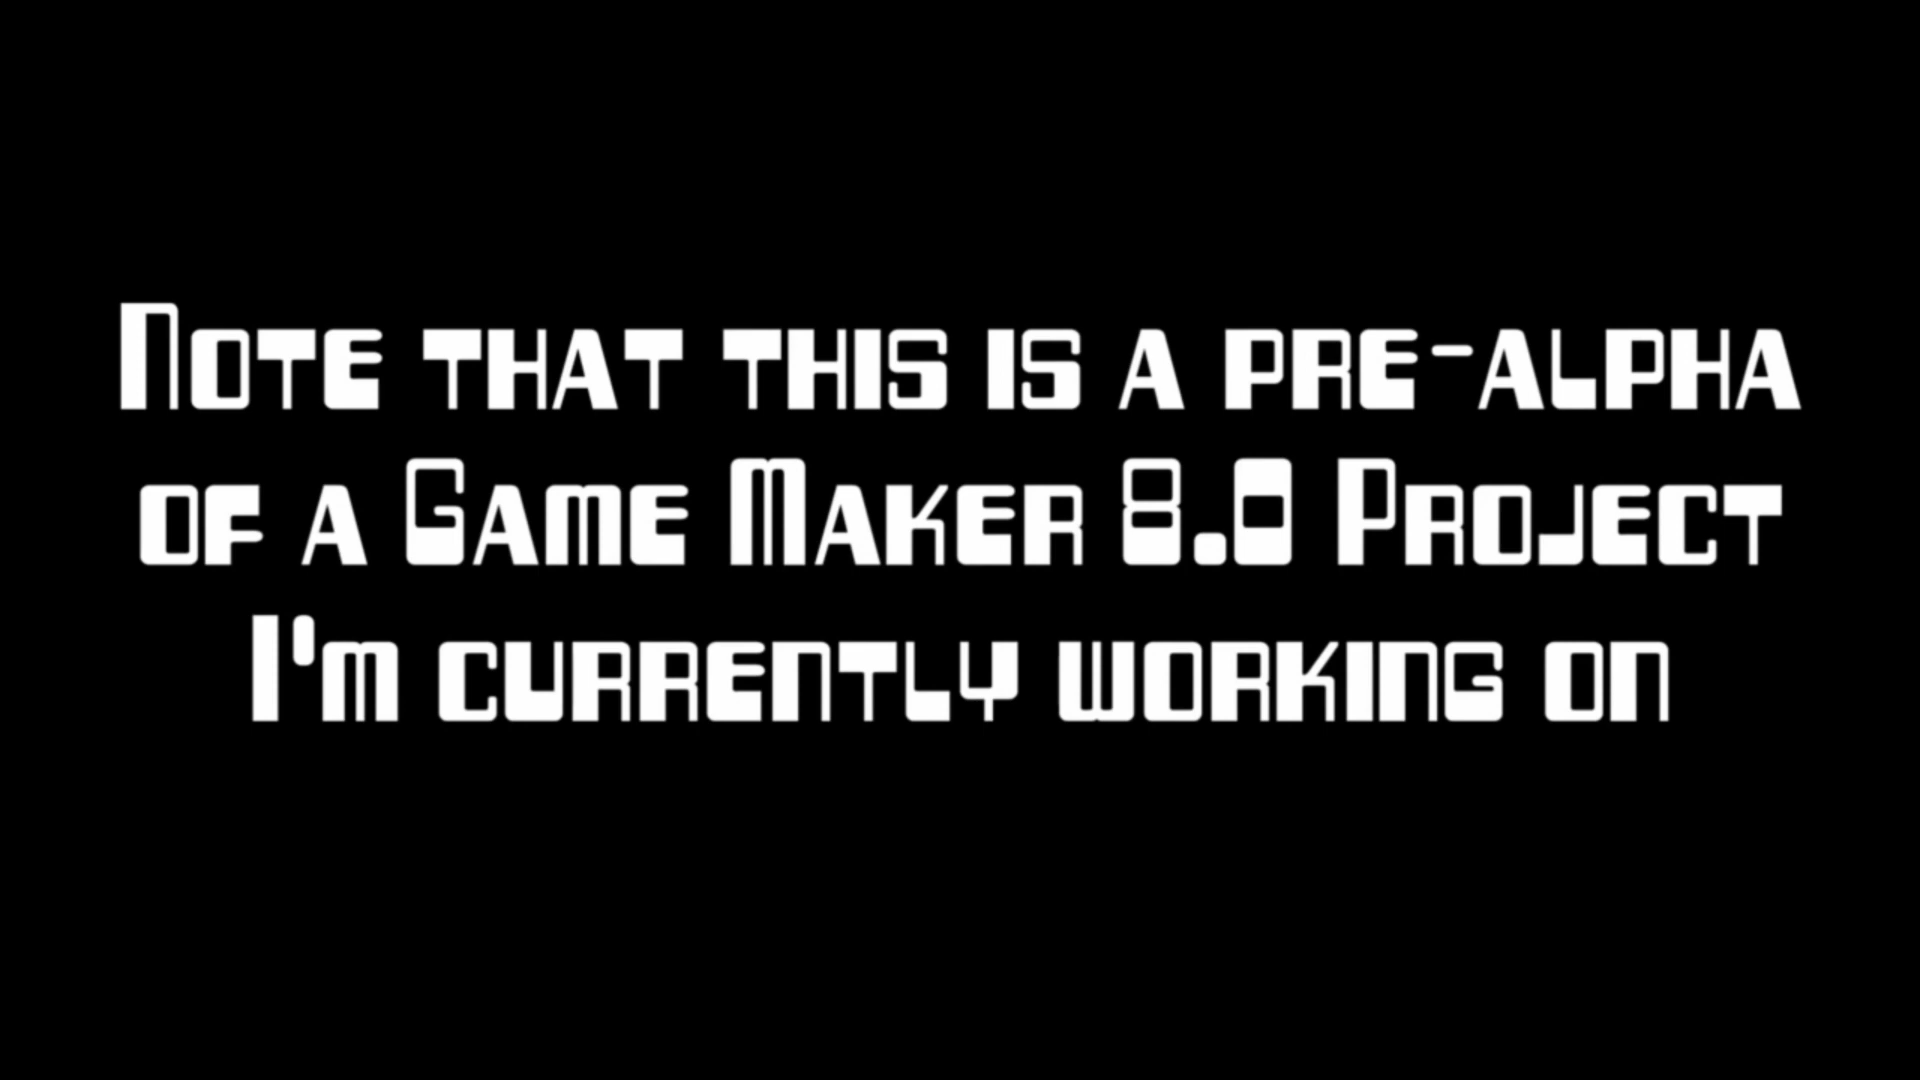 Note that this is a pre-alpha
of a Game Maker 8.0 Project
I'm currently working on